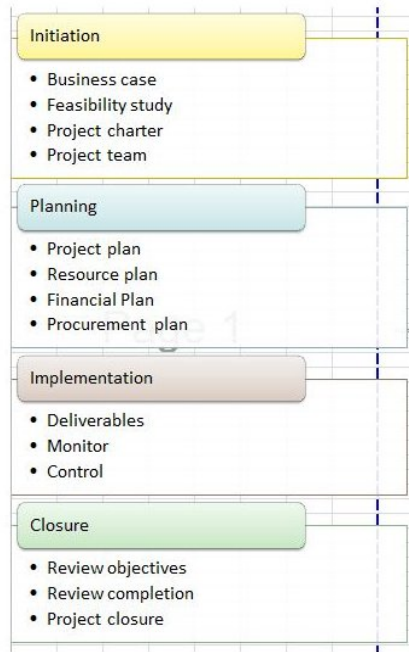 Initiation
• Business case
• Feasibility study
• Project charter
• Project team
Planning
• Project plan
• Resource plan
• Financial Plan
• Procurement plan
Page 1
Implementation
• Deliverables
• Monitor
• Control
Closure
• Review objectives
• Review completion
• Project closure